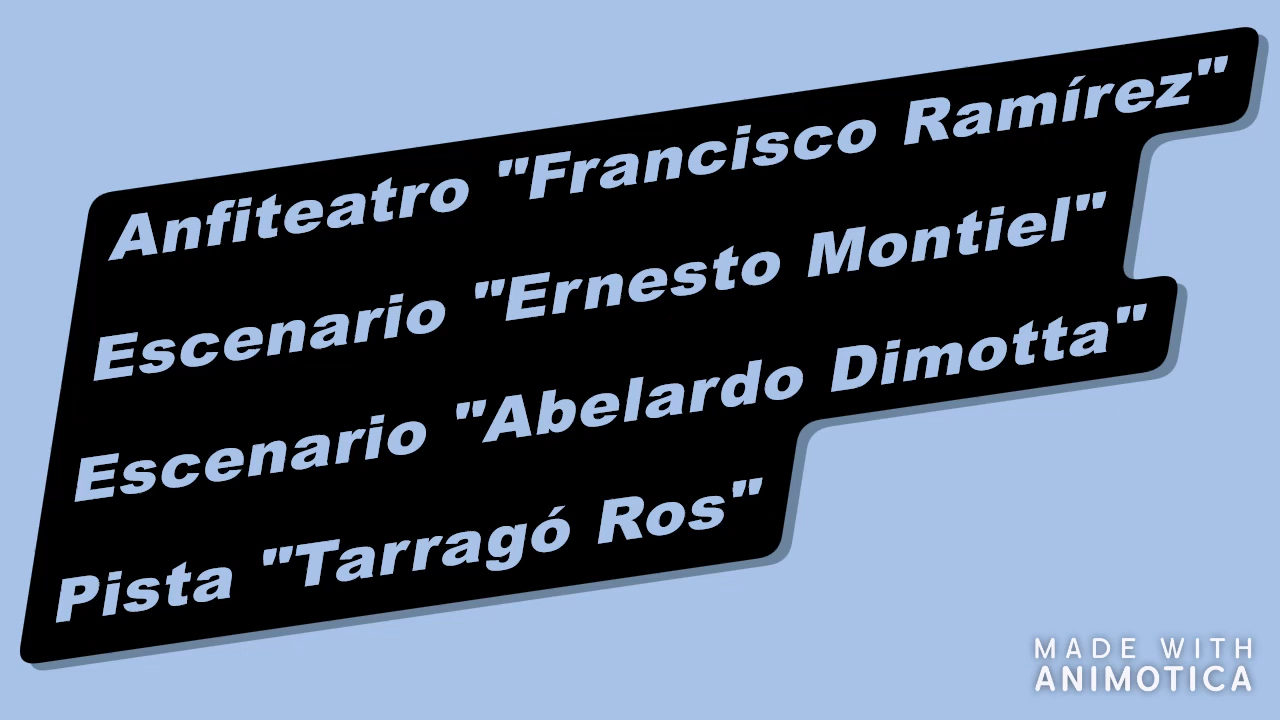 Anfiteatro "Francisco Ramírez"
Escenario "Ernesto Montiel"
Escenario "Abelardo Dimotta"
Pista "Tarragó Ros"
MADE WITH
ANIMOTICA